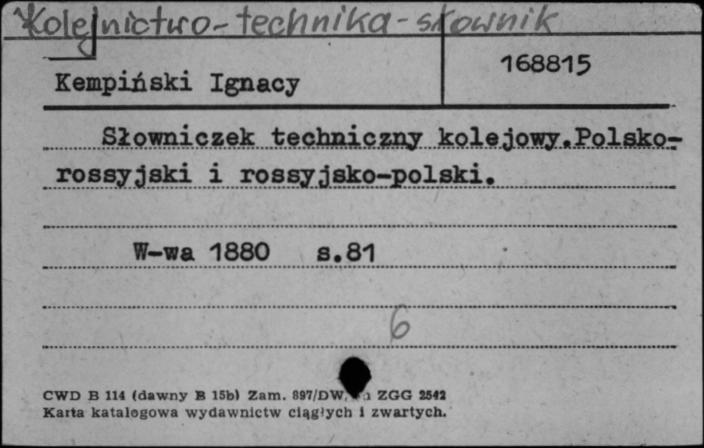 Kolejnictwo-technika-słownik
168815
Kempiński Ignacy
Słowniczek techniczny kolejowy.Polsko-
rossyjski i rossyjsko-polski.
W-wa 1880 s.81
6
CWD B 114 (dawny B 15b) Zam. 897/DW, ZGG 2542
Karta katalogowa wydawnictw ciągłych i zwartych.